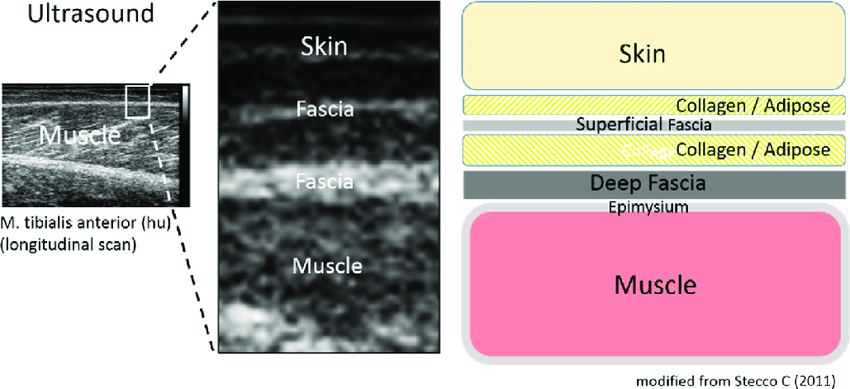 Ultrasound
Muscle
M. tibialis anterior (hu)
(longitudinal scan)
Skin
Fascia
Fascia
Muscle
Skin
Collagen / Adipose
Superficial Fascia
Collagen / Adipose
Deep Fascia
Epimysium
Muscle
modified from Stecco C (2011)